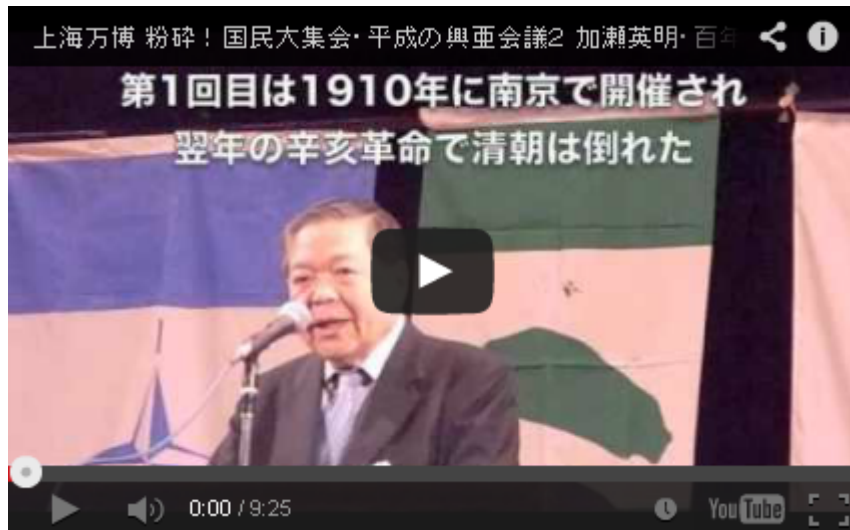 上海万博 粉砕！国民大集会・平成の興亜会議2 加瀬英明・百年
第1回目は1910年に南京で開催され
翌年の辛亥革命で清朝は倒れた
0:00 / 9:25
YouTube